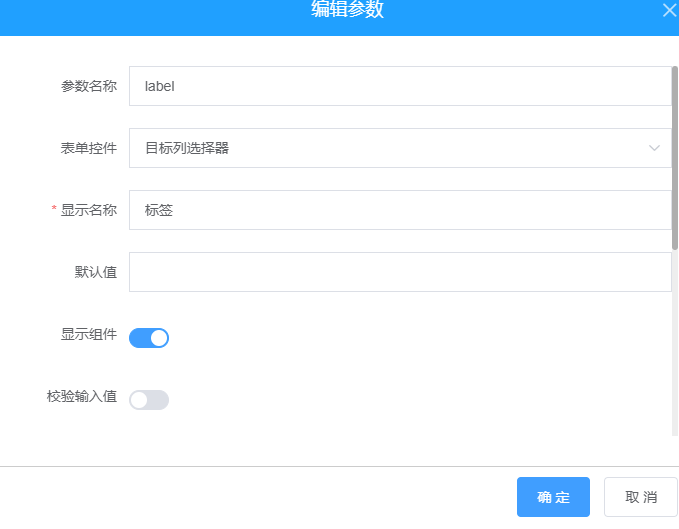 编辑参数
参数名称 label
表单控件 目标列选择器
* 显示名称 标签
默认值
显示组件
校验输入值
确 定 取 消